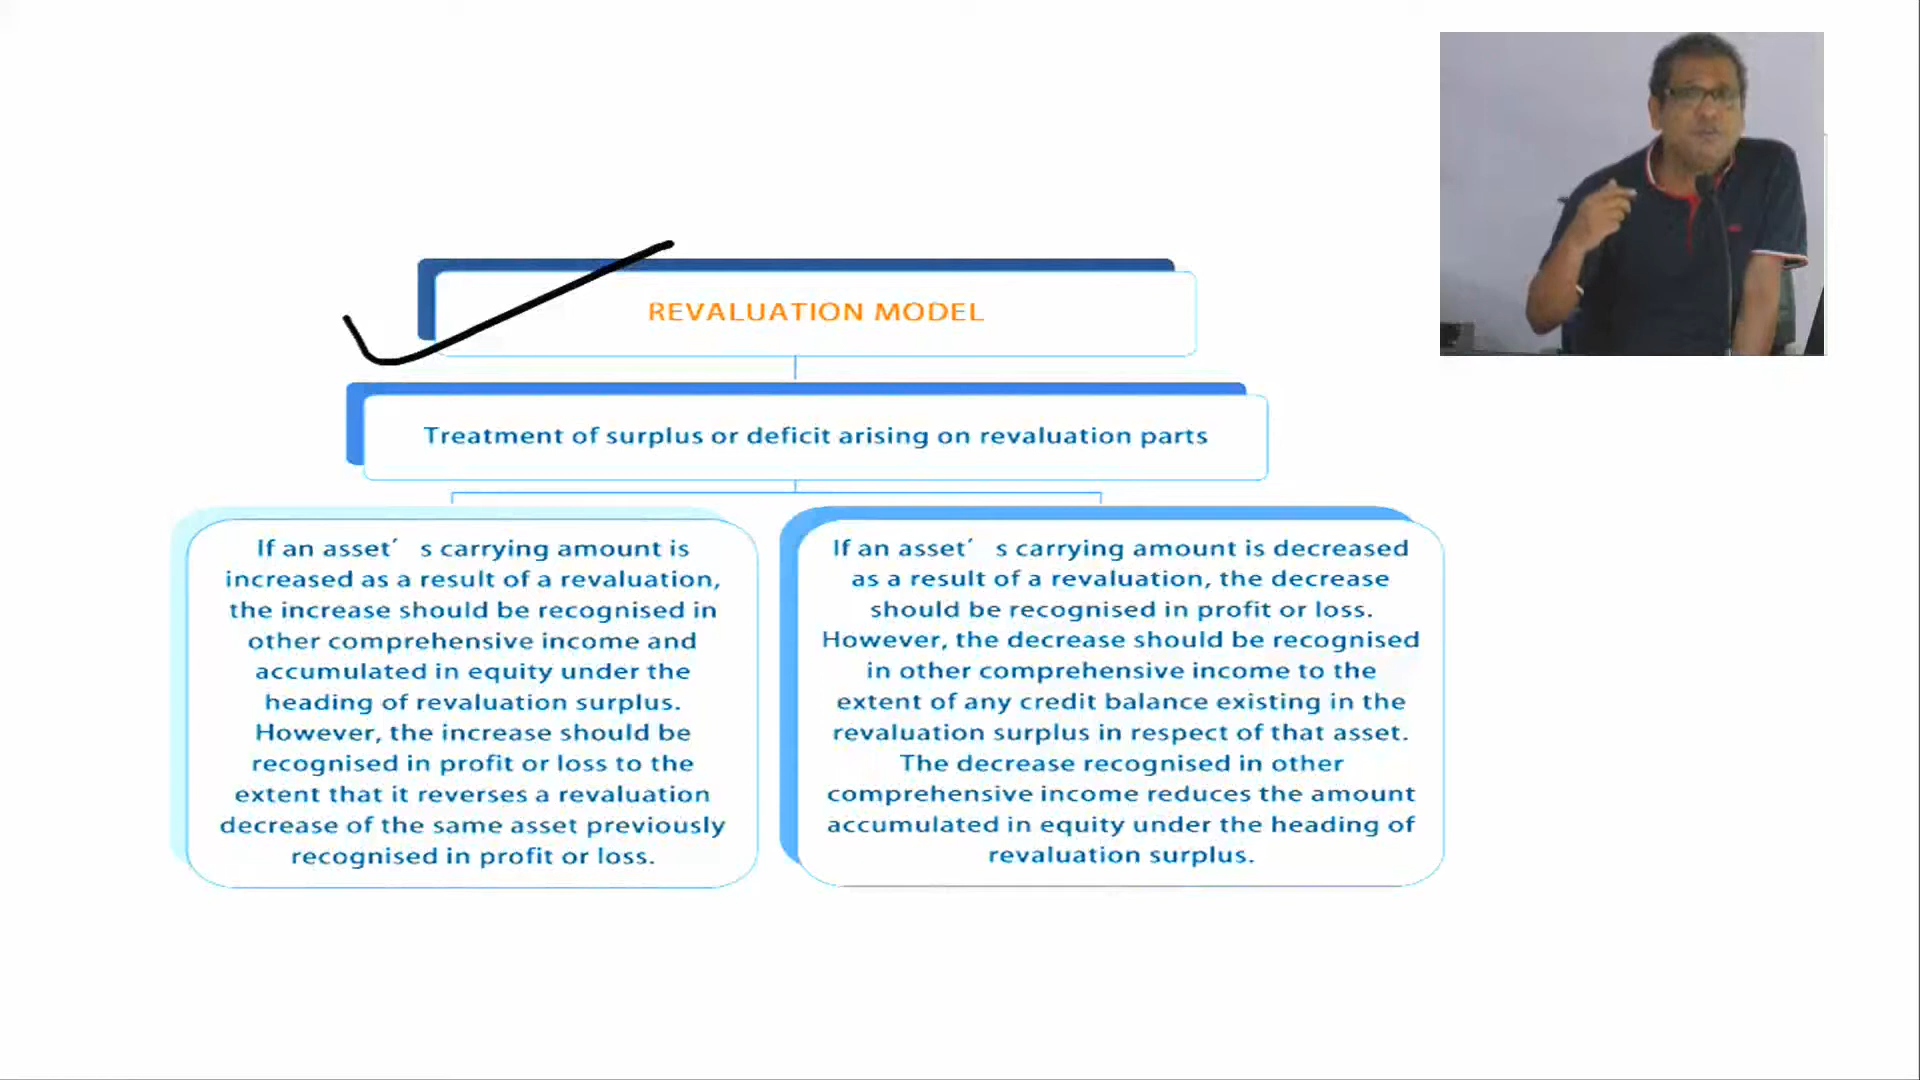 REVALUATION MODEL
Treatment of surplus or deficit arising on revaluation parts
If an asset′ s carrying amount is
increased as a result of a revaluation,
the increase should be recognised in
other comprehensive income and
accumulated in equity under the
heading of revaluation surplus.
However, the increase should be
recognised in profit or loss to the
extent that it reverses a revaluation
decrease of the same asset previously
recognised in profit or loss.
If an asset′ s carrying amount is decreased
as a result of a revaluation, the decrease
should be recognised in profit or loss.
However, the decrease should be recognised
in other comprehensive income to the
extent of any credit balance existing in the
revaluation surplus in respect of that asset.
The decrease recognised in other
comprehensive income reduces the amount
accumulated in equity under the heading of
revaluation surplus.